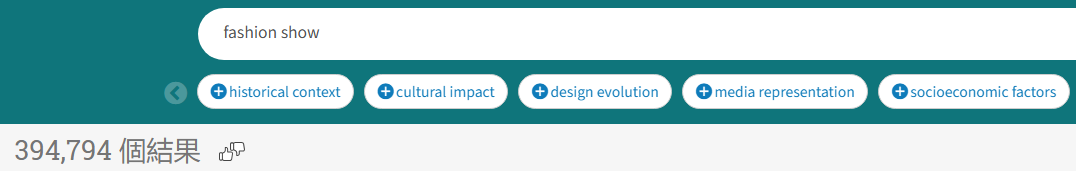 fashion show
historical context cultural impact design evolution media representation socioeconomic factors
394,794 個結果